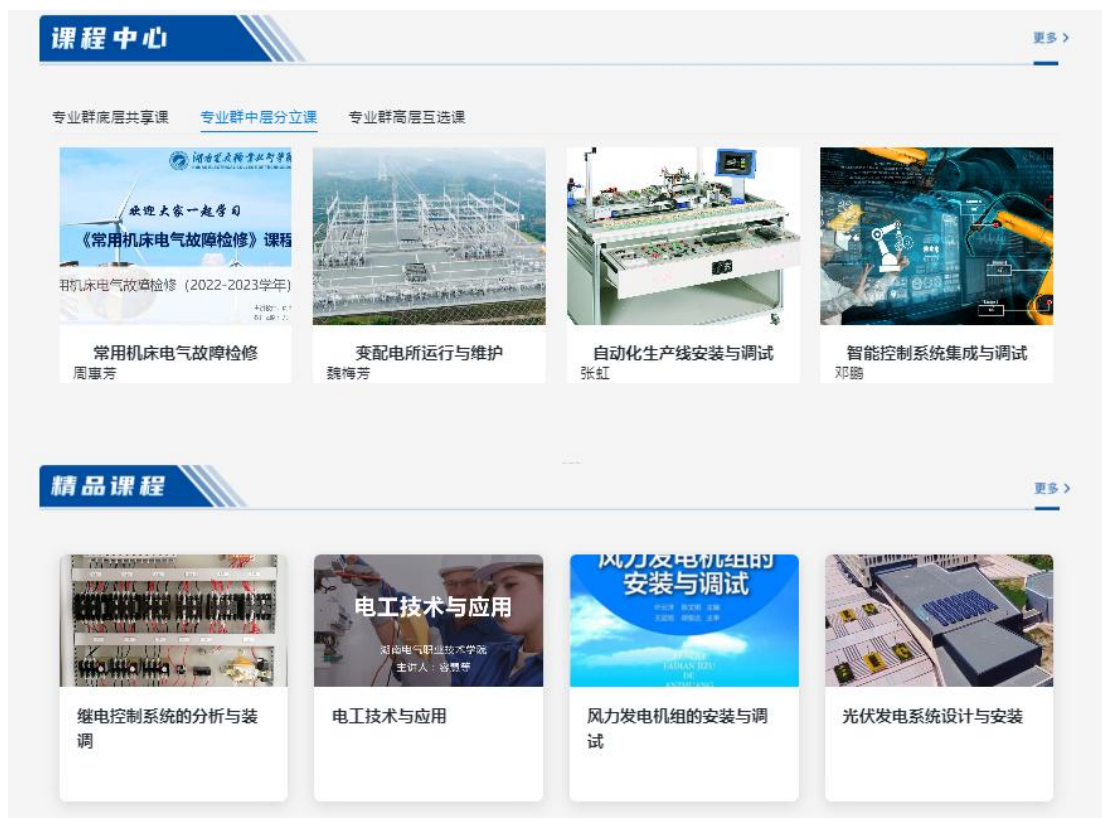 课程中心
更多 >
专业群底层共享课 专业群中层分立课 专业群高层互选课
欢迎大家一起学习
《常用机床电气故障检修》课程
用机床电气故障检修 (2022-2023学年)
常用机床电气故障检修
周惠芳
变配电所运行与维护
魏梅芳
自动化生产线安装与调试
张虹
智能控制系统集成与调试
邓鹏
精品课程
更多 >
继电控制系统的分析与装
调
电工技术与应用
湖南电气职业技术学院
主讲人:容慧等
电工技术与应用
风力发电机组的
安装与调试
FADIAN JIZU
DE
风力发电机组的安装与调
试
光伏发电系统设计与安装